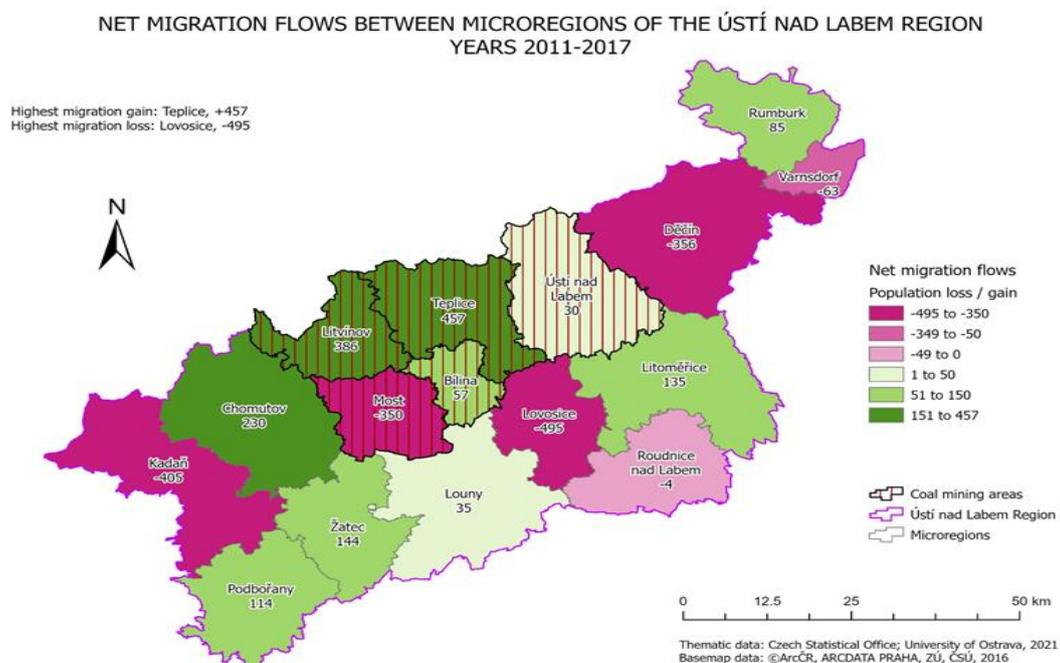 NET MIGRATION FLOWS BETWEEN MICROREGIONS OF THE ÚSTÍ NAD LABEM REGION
YEARS 2011-2017
Highest migration gain: Teplice, +457
Highest migration loss: Lovosice, -495
N
Rumburk
85
Varnsdorf
-63
Děčín
-356
Ústí nad
Labem
30
Teplice
457
Litvínov
386
Bílina
57
Most
-350
Chomutov
230
Kadaň
-405
Lovosice
-495
Litoměřice
135
Roudnice
nad Labem
-4
Louny
35
Žatec
144
Podbořany
114
Net migration flows
Population loss / gain
-495 to -350
-349 to -50
-49 to 0
1 to 50
51 to 150
151 to 457
Coal mining areas
Ústí nad Labem Region
Microregions
0 12.5 25 50 km
Thematic data: Czech Statistical Office; University of Ostrava, 2021
Basemap data: ©ArcČR, ARCDATA PRAHA, ZÚ, ČSÚ, 2016